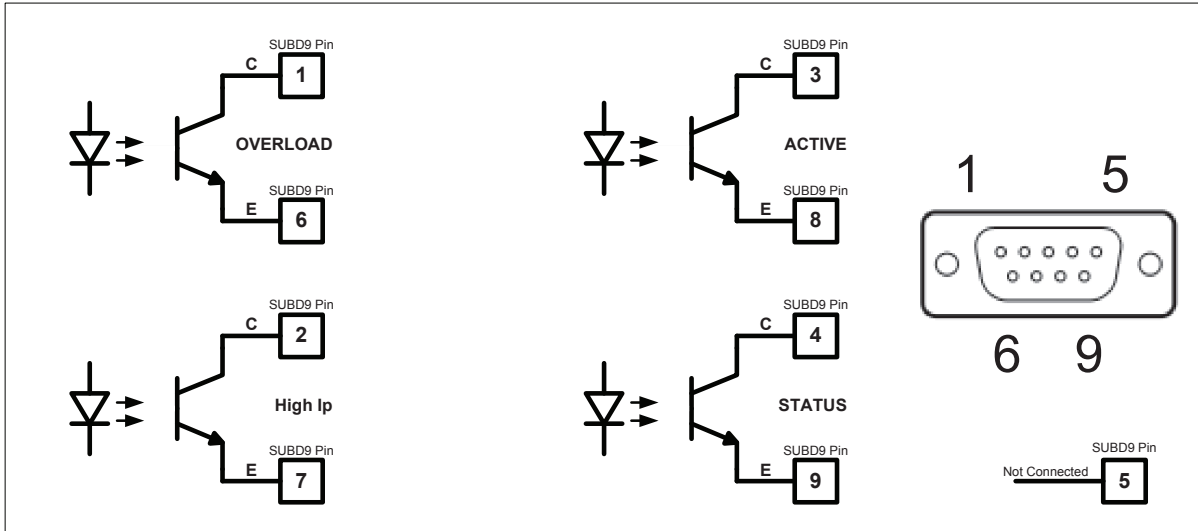 SUBD9 Pin
C
1
OVERLOAD
SUBD9 Pin
E
6
SUBD9 Pin
C
3
ACTIVE
SUBD9 Pin
E
8
SUBD9 Pin
C
2
High Ip
SUBD9 Pin
E
7
SUBD9 Pin
C
4
STATUS
SUBD9 Pin
E
9
1 5
6 9
SUBD9 Pin
Not Connected
5